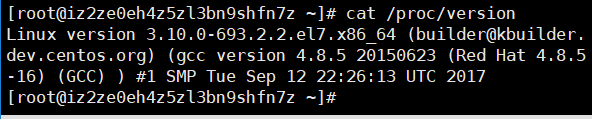 [root@iz2ze0eh4z5zl3bn9shfn7z ~]# cat /proc/version
Linux version 3.10.0-693.2.2.el7.x86_64 (builder@kbuilder.
dev.centos.org) (gcc version 4.8.5 20150623 (Red Hat 4.8.5
-16) (GCC) ) #1 SMP Tue Sep 12 22:26:13 UTC 2017
[root@iz2ze0eh4z5zl3bn9shfn7z ~]#